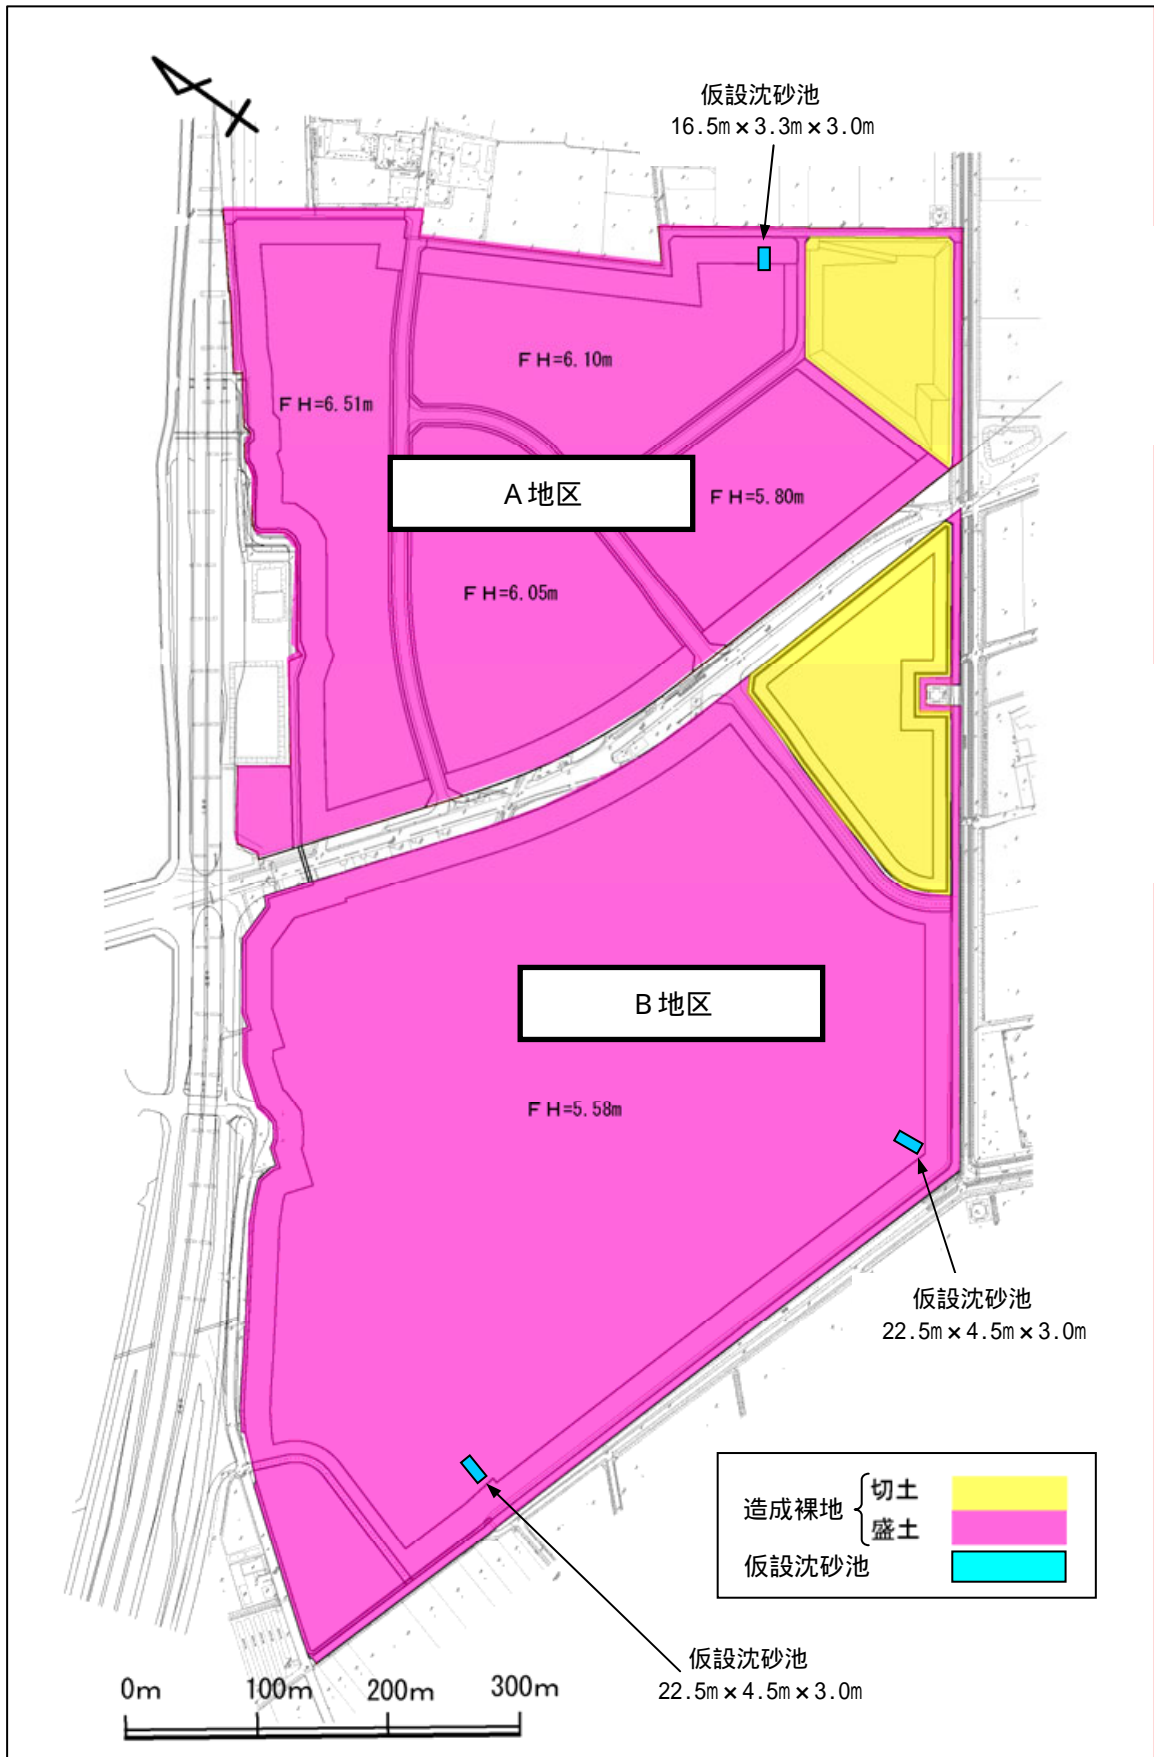 仮設沈砂池
16.5m×3.3m×3.0m
FH=6.10m
FH=6.51m
A地区
FH=5.80m
FH=6.05m
B地区
FH=5.58m
仮設沈砂池
22.5m×4.5m×3.0m
造成裸地
切土
盛土
仮設沈砂池
仮設沈砂池
22.5m×4.5m×3.0m
0m 100m 200m 300m